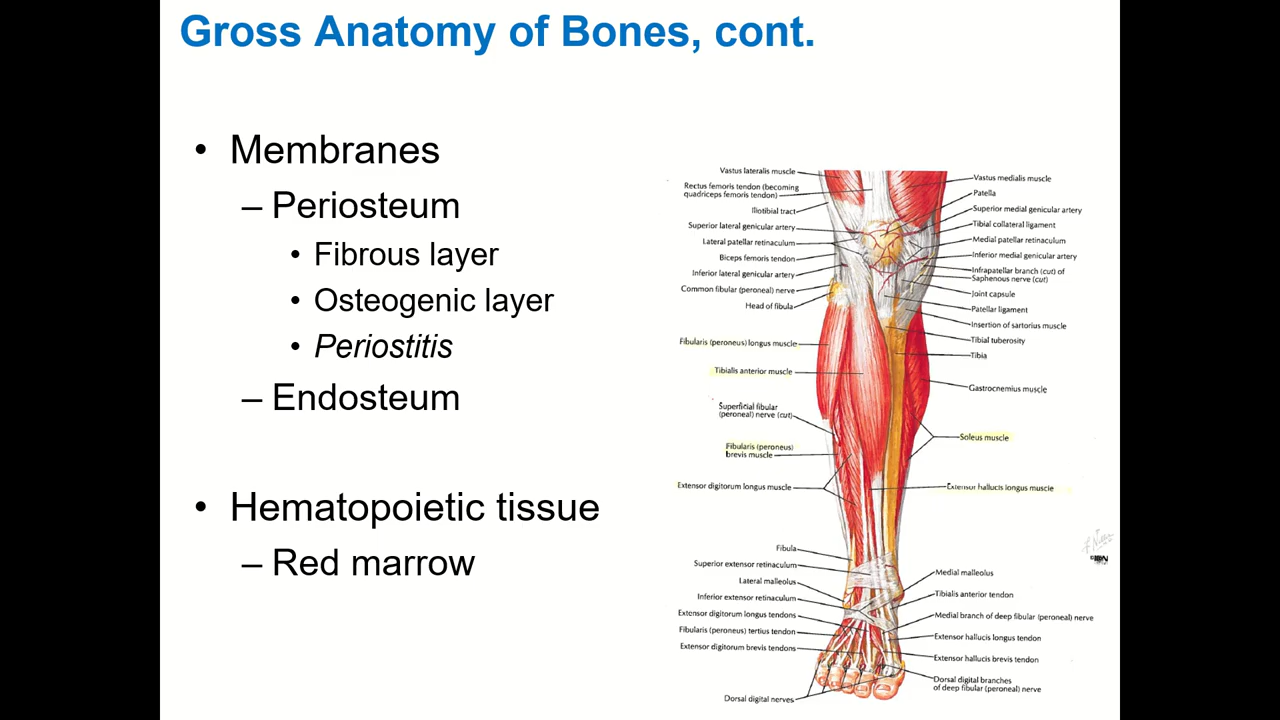 Gross Anatomy of Bones, cont.
• Membranes
– Periosteum
• Fibrous layer
• Osteogenic layer
• Periostitis
– Endosteum
• Hematopoietic tissue
– Red marrow
Vastus lateralis muscle
Rectus femoris tendon (becoming
quadriceps femoris tendon)
Iliotibial tract
Superior lateral genicular artery
Lateral patellar retinaculum
Biceps femoris tendon
Inferior lateral genicular artery
Common fibular (peroneal) nerve
Head of fibula
Fibularis (peroneus) longus muscle
Tibialis anterior muscle
Superficial fibular
(peroneal) nerve (cut)
Fibularis (peroneus)
brevis muscle
Extensor digitorum longus muscle
Fibula
Superior extensor retinaculum
Lateral malleolus
Inferior extensor retinaculum
Extensor digitorum longus tendons
Fibularis (peroneus) tertius tendon
Extensor digitorum brevis tendons
Dorsal digital nerves
Vastus medialis muscle
Patella
Superior medial genicular artery
Tibial collateral ligament
Medial patellar retinaculum
Inferior medial genicular artery
Infrapatellar branch (cut) of
Saphenous nerve (cut)
Joint capsule
Patellar ligament
Insertion of sartorius muscle
Tibial tuberosity
Tibia
Gastrocnemius muscle
Soleus muscle
Extensor hallucis longus muscle
Medial malleolus
Tibialis anterior tendon
Medial branch of deep fibular (peroneal) nerve
Extensor hallucis longus tendon
Extensor hallucis brevis tendon
Dorsal digital branches
of deep fibular (peroneal) nerve